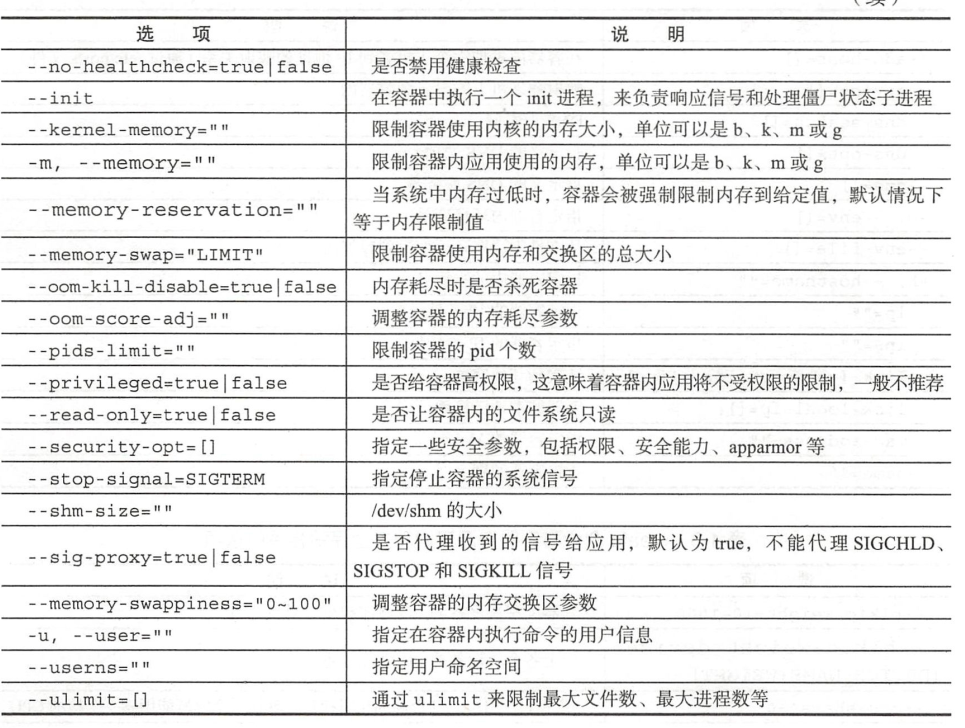 （续）
选 项 说 明
--no-healthcheck=true|false 是否禁用健康检查
--init 在容器中执行一个 init 进程，来负责响应信号和处理僵尸状态子进程
--kernel-memory="" 限制容器使用内核的内存大小，单位可以是 b、k、m 或 g
-m, --memory="" 限制容器内应用使用的内存，单位可以是 b、k、m 或 g
--memory-reservation="" 当系统中内存过低时，容器会被强制限制内存到给定值，默认情况下
等于内存限制值
--memory-swap="LIMIT" 限制容器使用内存和交换区的总大小
--oom-kill-disable=true|false 内存耗尽时是否杀死容器
--oom-score-adj="" 调整容器的内存耗尽参数
--pids-limit="" 限制容器的 pid 个数
--privileged=true|false 是否给容器高权限，这意味着容器内应用将不受权限的限制，一般不推荐
--read-only=true|false 是否让容器内的文件系统只读
--security-opt=[] 指定一些安全参数，包括权限、安全能力、apparmor 等
--stop-signal=SIGTERM 指定停止容器的系统信号
--shm-size="" /dev/shm 的大小
--sig-proxy=true|false 是否代理收到的信号给应用，默认为 true，不能代理 SIGCHLD、
SIGSTOP 和 SIGKILL 信号
--memory-swappiness="0~100" 调整容器的内存交换区参数
-u, --user="" 指定在容器内执行命令的用户信息
--userns="" 指定用户命名空间
--ulimit=[] 通过 ulimit 来限制最大文件数、最大进程数等